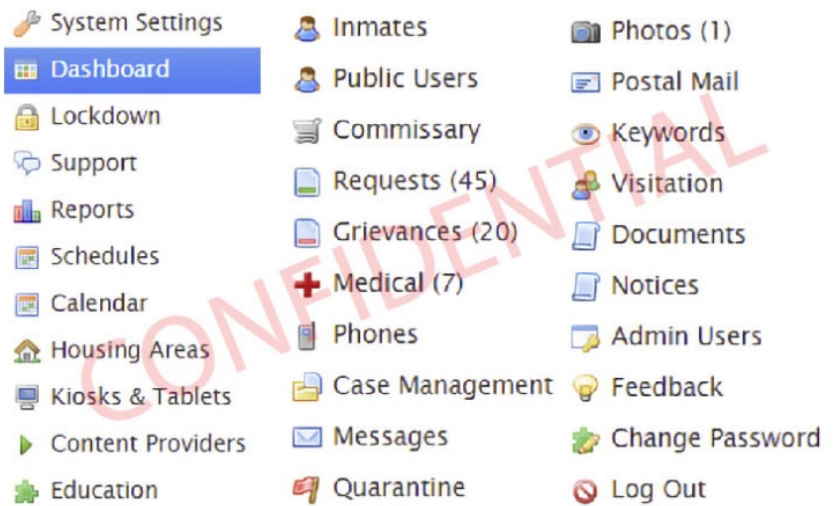 System Settings
Dashboard
Lockdown
Support
Reports
Schedules
Calendar
Housing Areas
Kiosks & Tablets
Content Providers
Education
Inmates
Public Users
Commissary
Requests (45)
Grievances (20)
Medical (7)
Phones
Case Management
Messages
Quarantine
Photos (1)
Postal Mail
Keywords
Visitation
Documents
Notices
Admin Users
Feedback
Change Password
Log Out
CONFIDENTIAL